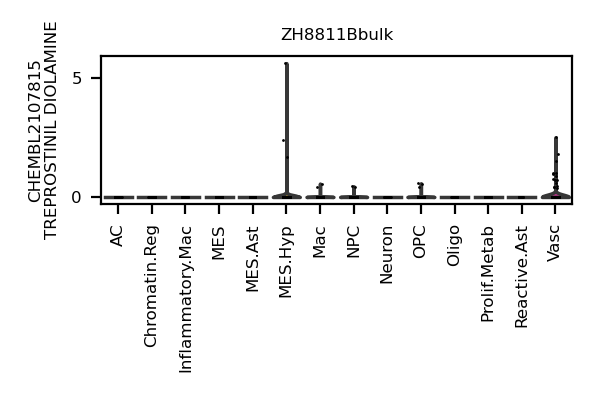 ZH8811Bbulk
CHEMBL2107815
TREPROSTINIL DIOLAMINE
5
0
AC
Chromatin.Reg
Inflammatory.Mac
MES
MES.Ast
MES.Hyp
Mac
NPC
Neuron
OPC
Oligo
Prolif.Metab
Reactive.Ast
Vasc